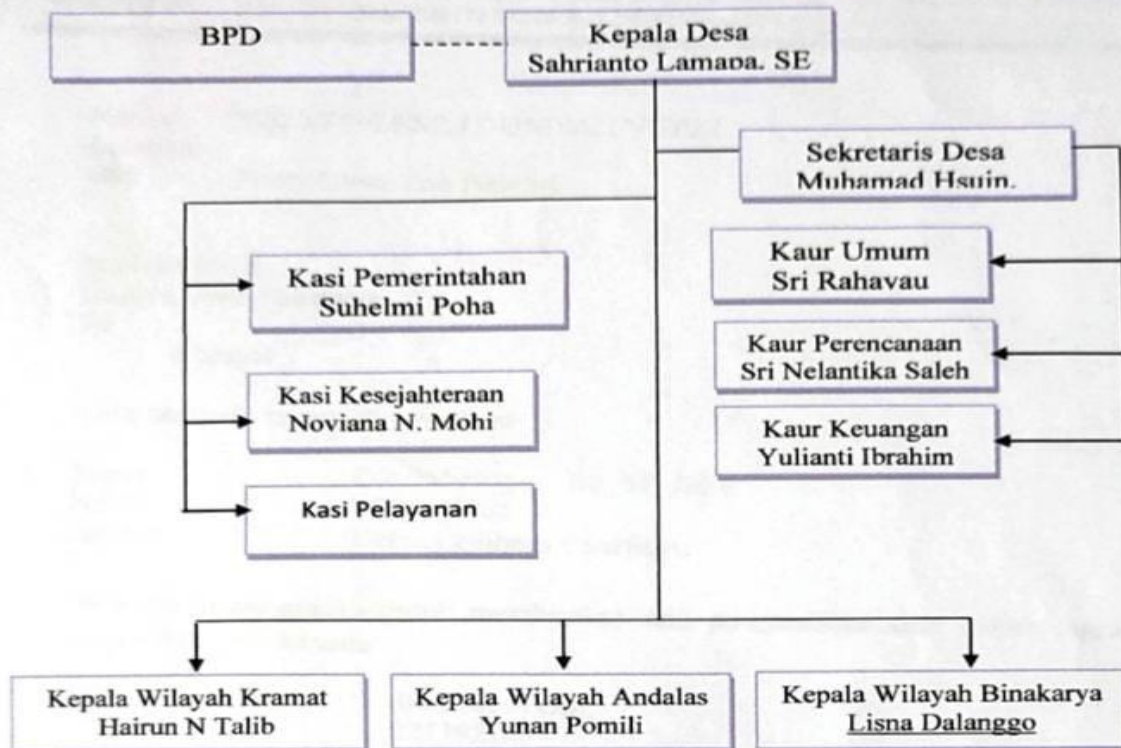 BPD
Kepala Desa
Sahrianto Lamapa, SE
Sekretaris Desa
Muhamad Hsuin,
Kasi Pemerintahan
Suhelmi Poha
Kaur Umum
Sri Rahayau
Kaur Perencanaan
Sri Nelantika Saleh
Kasi Kesejahteraan
Noviana N. Mohi
Kaur Keuangan
Yulianti Ibrahim
Kasi Pelayanan
Kepala Wilayah Kramat
Hairun N Talib
Kepala Wilayah Andalas
Yunan Pomili
Kepala Wilayah Binakarya
Lisna Dalanggo